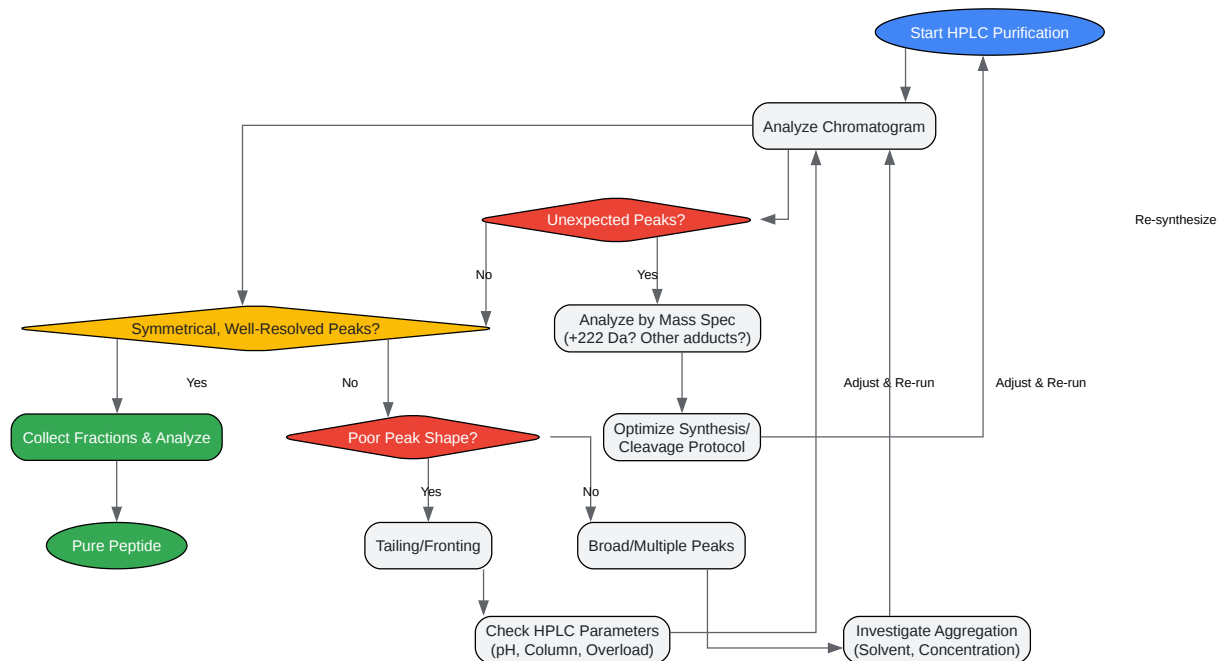 Start HPLC Purification
Analyze Chromatogram
Unexpected Peaks?
Re-synthesize
No
Yes
Symmetrical, Well-Resolved Peaks?
Analyze by Mass Spec
(+222 Da? Other adducts?)
Yes
No
Adjust & Re-run
Adjust & Re-run
Collect Fractions & Analyze
Poor Peak Shape?
Optimize Synthesis/
Cleavage Protocol
Yes
No
Pure Peptide
Tailing/Fronting
Broad/Multiple Peaks
Check HPLC Parameters
(pH, Column, Overload)
Investigate Aggregation
(Solvent, Concentration)